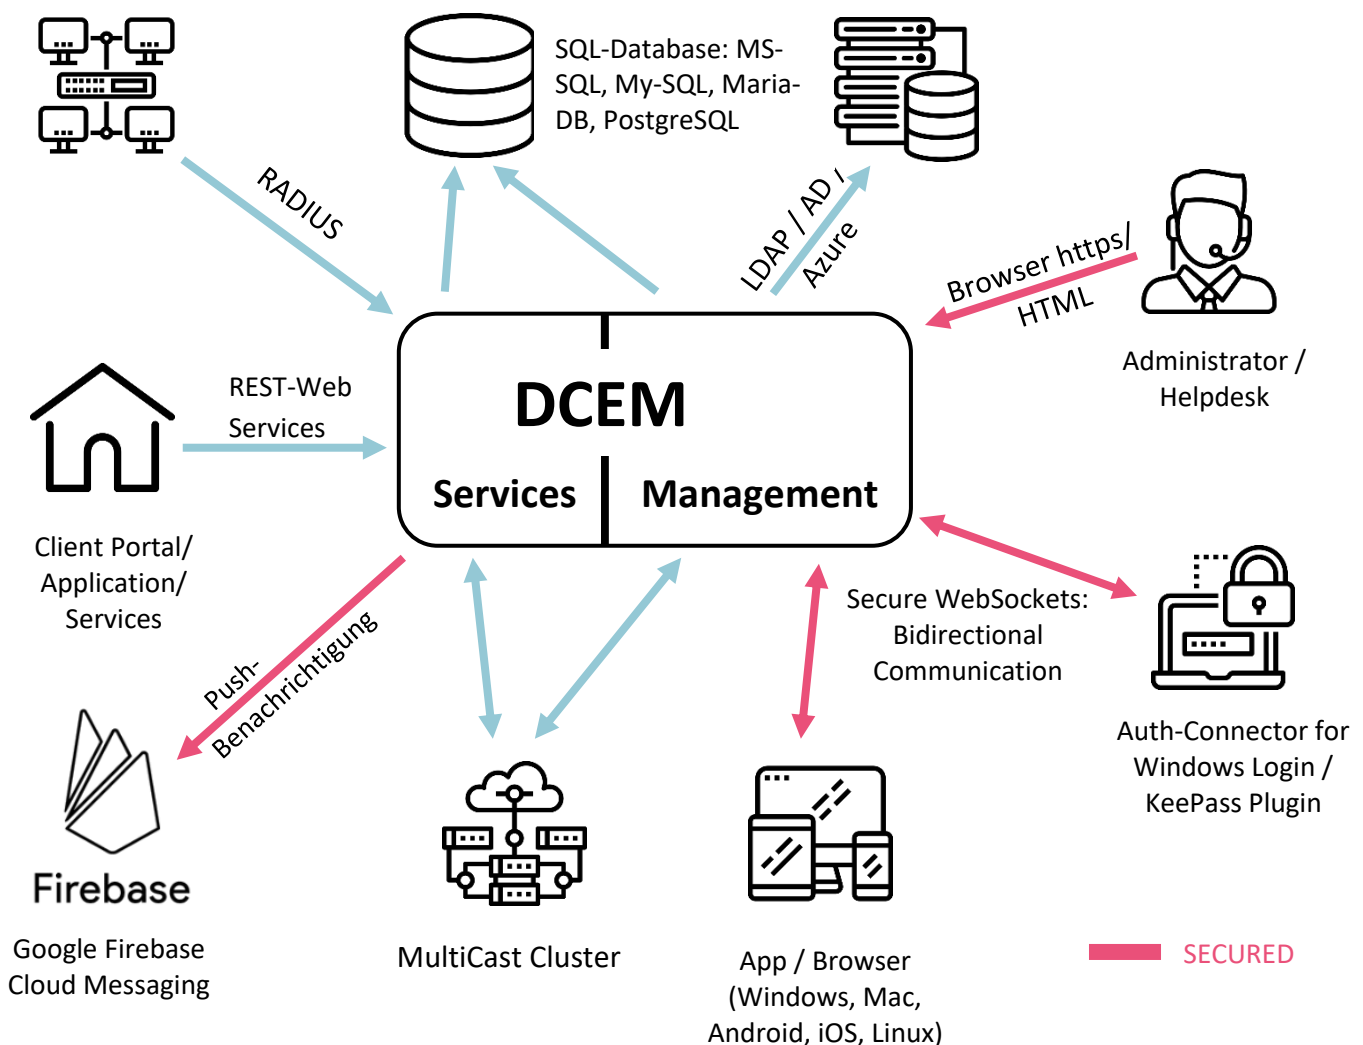 SQL-Database: MS-
SQL, My-SQL, Maria-
DB, PostgreSQL
RADIUS
LDAP / AD /
Azure
Browser https/
HTML
Administrator /
Helpdesk
REST-Web
Services
DCEM
Services
Management
Client Portal/
Application/
Services
Push-
Benachrichtigung
Secure WebSockets:
Bidirectional
Communication
Auth-Connector for
Windows Login /
KeePass Plugin
Firebase
Google Firebase
Cloud Messaging
MultiCast Cluster
App / Browser
(Windows, Mac,
Android, iOS, Linux)
SECURED